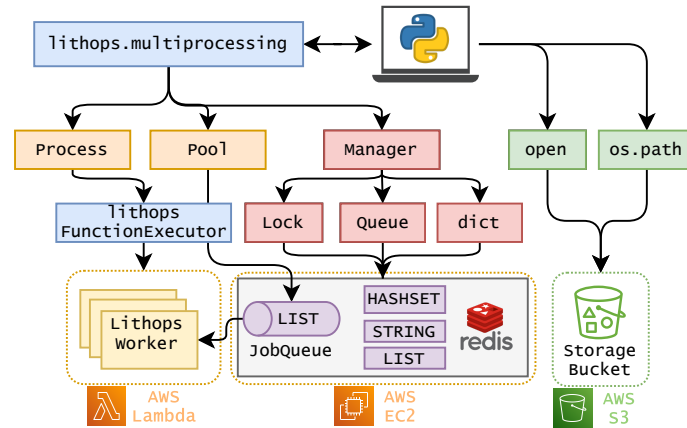 lithops.multiprocessing
Process
Pool
Manager
open
os.path
lithops
FunctionExecutor
Lock
Queue
dict
Lithops
Worker
LIST
JobQueue
HASHSET
STRING
LIST
redis
Storage
Bucket
AWS
Lambda
AWS
EC2
AWS
S3